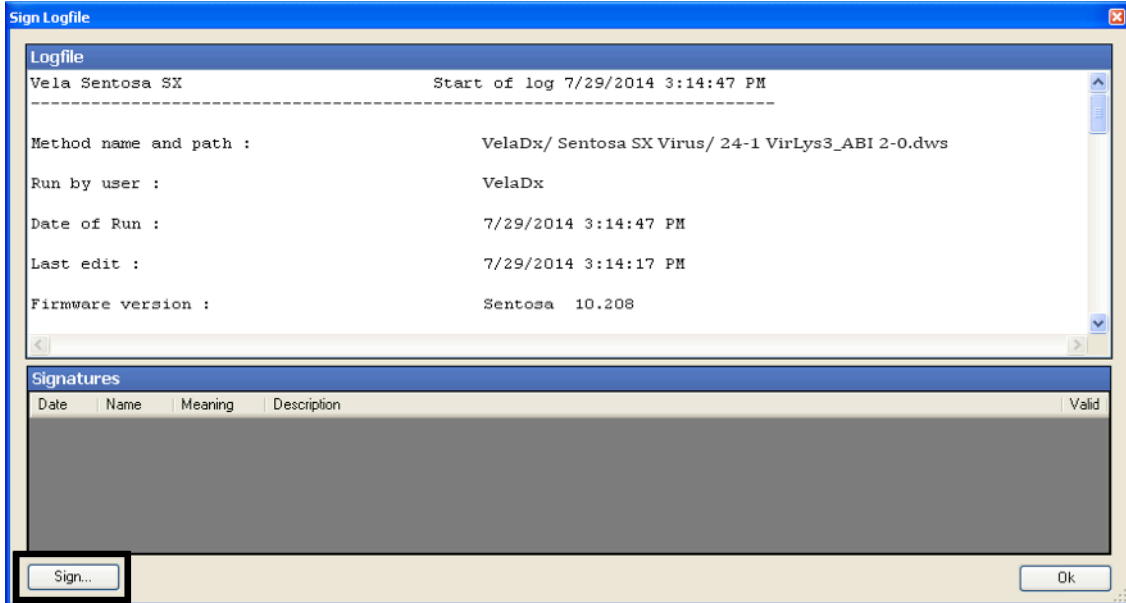 Sign Logfile
Logfile
Vela Sentosa SX Start of log 7/29/2014 3:14:47 PM
---------------------------------------------------------------------------
Method name and path : VelaDx/ Sentosa SX Virus/ 24-1 VirLys3_ABI 2-0.dws
Run by user : VelaDx
Date of Run : 7/29/2014 3:14:47 PM
Last edit : 7/29/2014 3:14:17 PM
Firmware version : Sentosa 10.208
Signatures
Date Name Meaning Description Valid
Sign... Ok